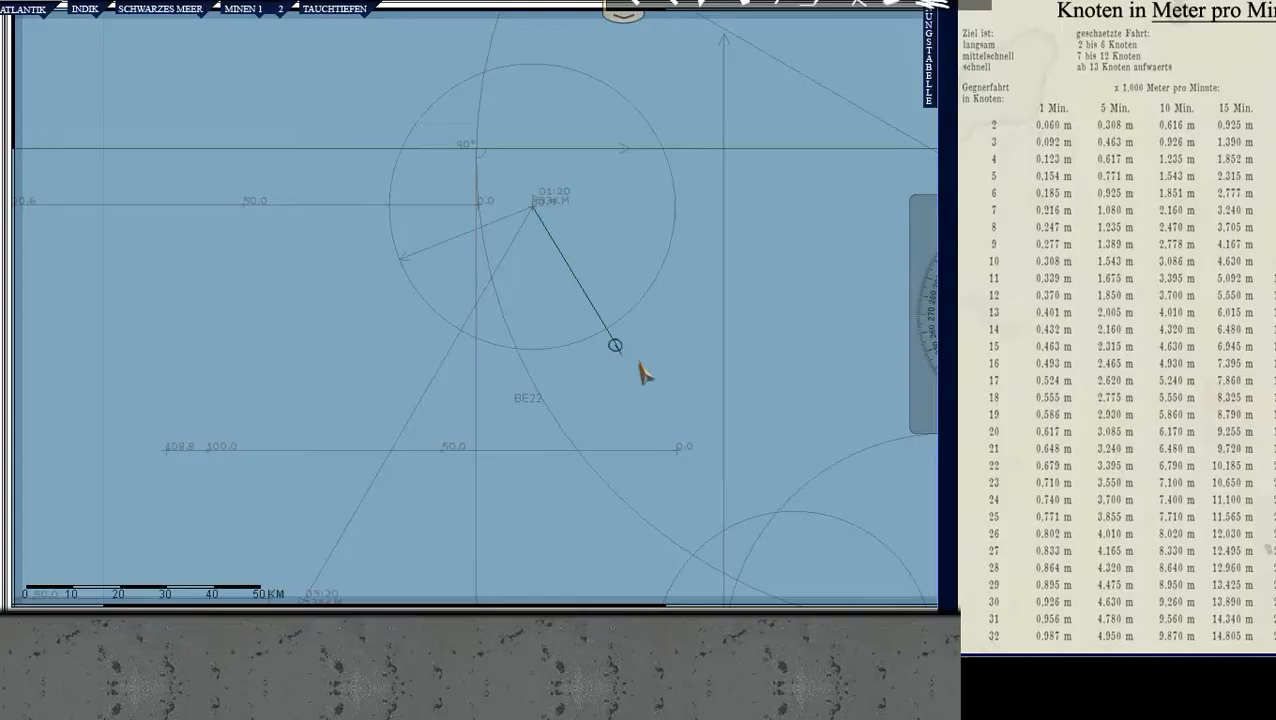 ATLANTIK INDIK SCHWARZES MEER MINEN 1 2 TAUCHTIEFEN
UNGSTABELLE
40°
01:20
50.0
0.0
BE22
100.0
50.0
0.0
0 10 20 30 40 50 KM
50.0
05:20
Knoten in Meter pro Mi
Ziel ist: geschaetzte Fahrt:
langsam 2 bis 6 Knoten
mittelschnell 7 bis 12 Knoten
schnell ab 13 Knoten aufwaerts
Gegnerfahrt x 1,000 Meter pro Minnte:
in Knoten:
1 Min. 5 Min. 10 Min. 15 Min.
2 0,060 m 0,308 m 0,616 m 0,925 m
3 0,092 m 0,463 m 0,926 m 1,390 m
4 0,123 m 0,617 m 1,235 m 1,852 m
5 0,154 m 0,771 m 1,543 m 2,315 m
6 0,185 m 0,925 m 1,851 m 2,777 m
7 0,216 m 1,080 m 2,160 m 3,240 m
8 0,247 m 1,235 m 2,470 m 3,705 m
9 0,277 m 1,389 m 2,778 m 4,167 m
10 0,308 m 1,543 m 3,086 m 4,630 m
11 0,339 m 1,675 m 3,395 m 5,092 m
12 0,370 m 1,850 m 3,700 m 5,550 m
13 0,401 m 2,005 m 4,010 m 6,015 m
14 0,432 m 2,160 m 4,320 m 6,480 m
15 0,463 m 2,315 m 4,630 m 6,945 m
16 0,493 m 2,465 m 4,930 m 7,395 m
17 0,524 m 2,620 m 5,240 m 7,860 m
18 0,555 m 2,775 m 5,550 m 8,325 m
19 0,586 m 2,930 m 5,860 m 8,790 m
20 0,617 m 3,085 m 6,170 m 9,255 m
21 0,648 m 3,240 m 6,480 m 9,720 m
22 0,679 m 3,395 m 6,790 m 10,185 m
23 0,710 m 3,550 m 7,100 m 10,650 m
24 0,740 m 3,700 m 7,400 m 11,100 m
25 0,771 m 3,855 m 7,710 m 11,565 m
26 0,802 m 4,010 m 8,020 m 12,030 m
27 0,833 m 4,165 m 8,330 m 12,495 m
28 0,864 m 4,320 m 8,640 m 12,960 m
29 0,895 m 4,475 m 8,950 m 13,425 m
30 0,926 m 4,630 m 9,260 m 13,890 m
31 0,956 m 4,780 m 9,560 m 14,340 m
32 0,987 m 4,950 m 9,870 m 14,805 m